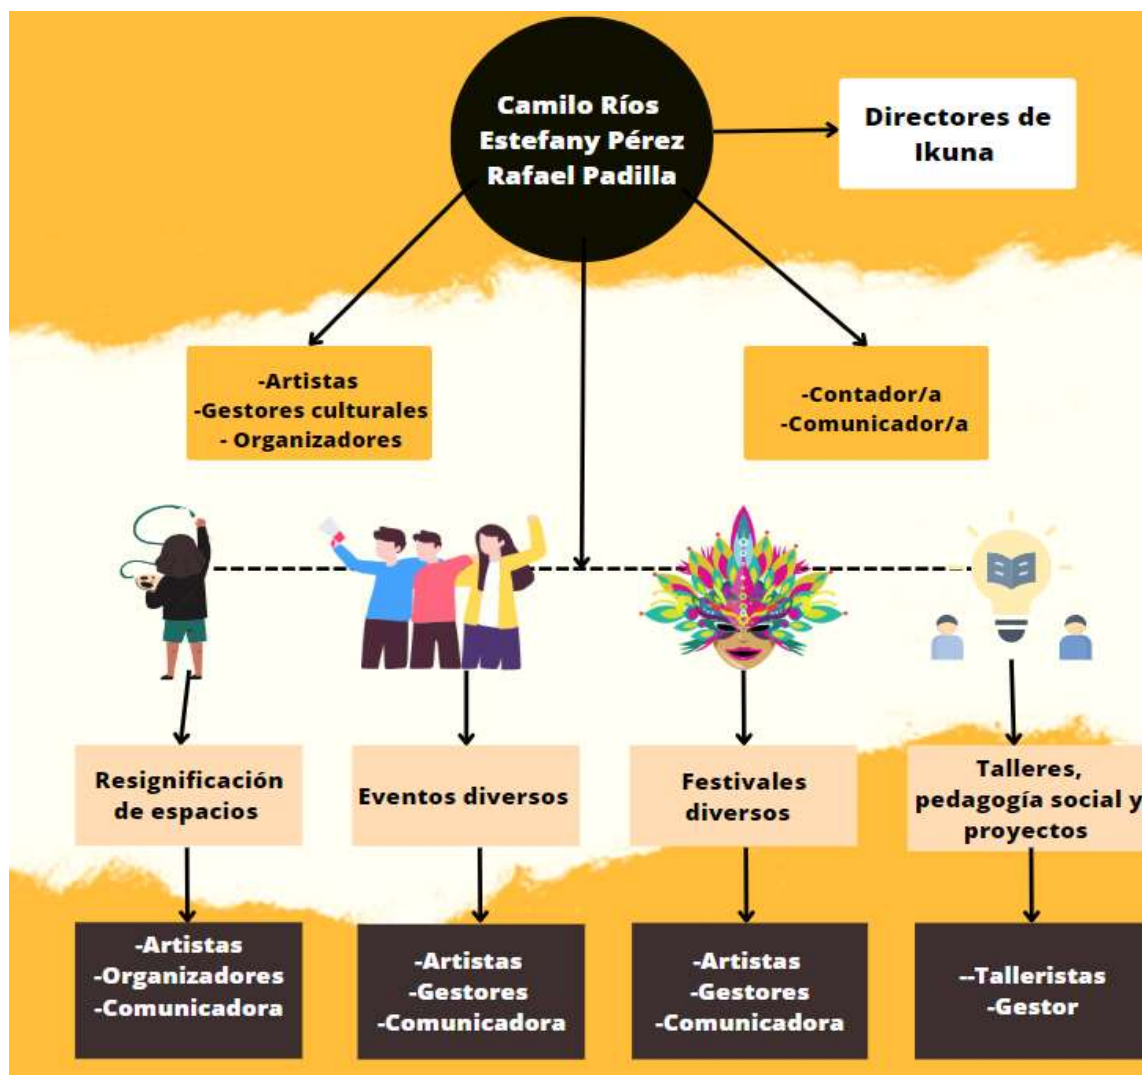 Camilo Ríos
Estefany Pérez
Rafael Padilla
Directores de
Ikuna
-Artistas
-Gestores culturales
- Organizadores
-Contador/a
-Comunicador/a
Resignificación
de espacios
Eventos diversos
Festivales
diversos
Talleres,
pedagogía social y
proyectos
-Artistas
-Organizadores
-Comunicadora
-Artistas
-Gestores
-Comunicadora
-Artistas
-Gestores
-Comunicadora
--Talleristas
-Gestor